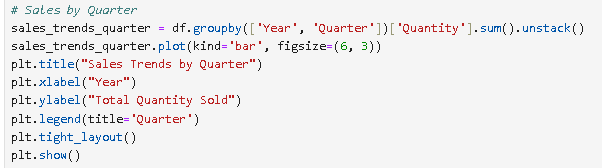 # Sales by Quarter
sales_trends_quarter = df.groupby(['Year', 'Quarter'])['Quantity'].sum().unstack()
sales_trends_quarter.plot(kind='bar', figsize=(6, 3))
plt.title("Sales Trends by Quarter")
plt.xlabel("Year")
plt.ylabel("Total Quantity Sold")
plt.legend(title='Quarter')
plt.tight_layout()
plt.show()